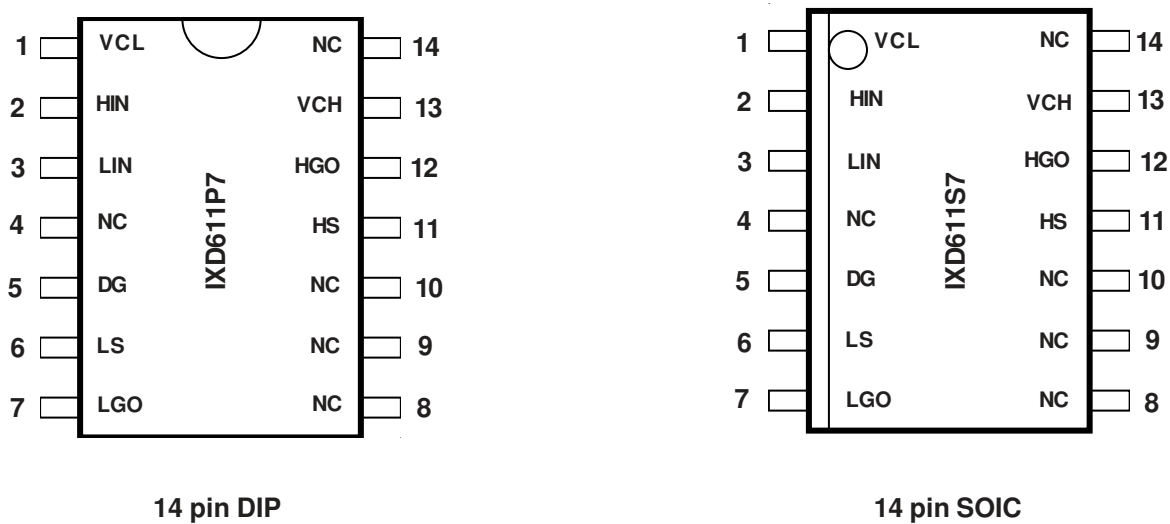 1 VCL NC 14
2 HIN VCH 13
3 LIN HGO 12
4 NC HS 11
5 DG NC 10
6 LS NC 9
7 LGO NC 8
IXD611P7
14 pin DIP
1 VCL NC 14
2 HIN VCH 13
3 LIN HGO 12
4 NC HS 11
5 DG NC 10
6 LS NC 9
7 LGO NC 8
IXD611S7
14 pin SOIC